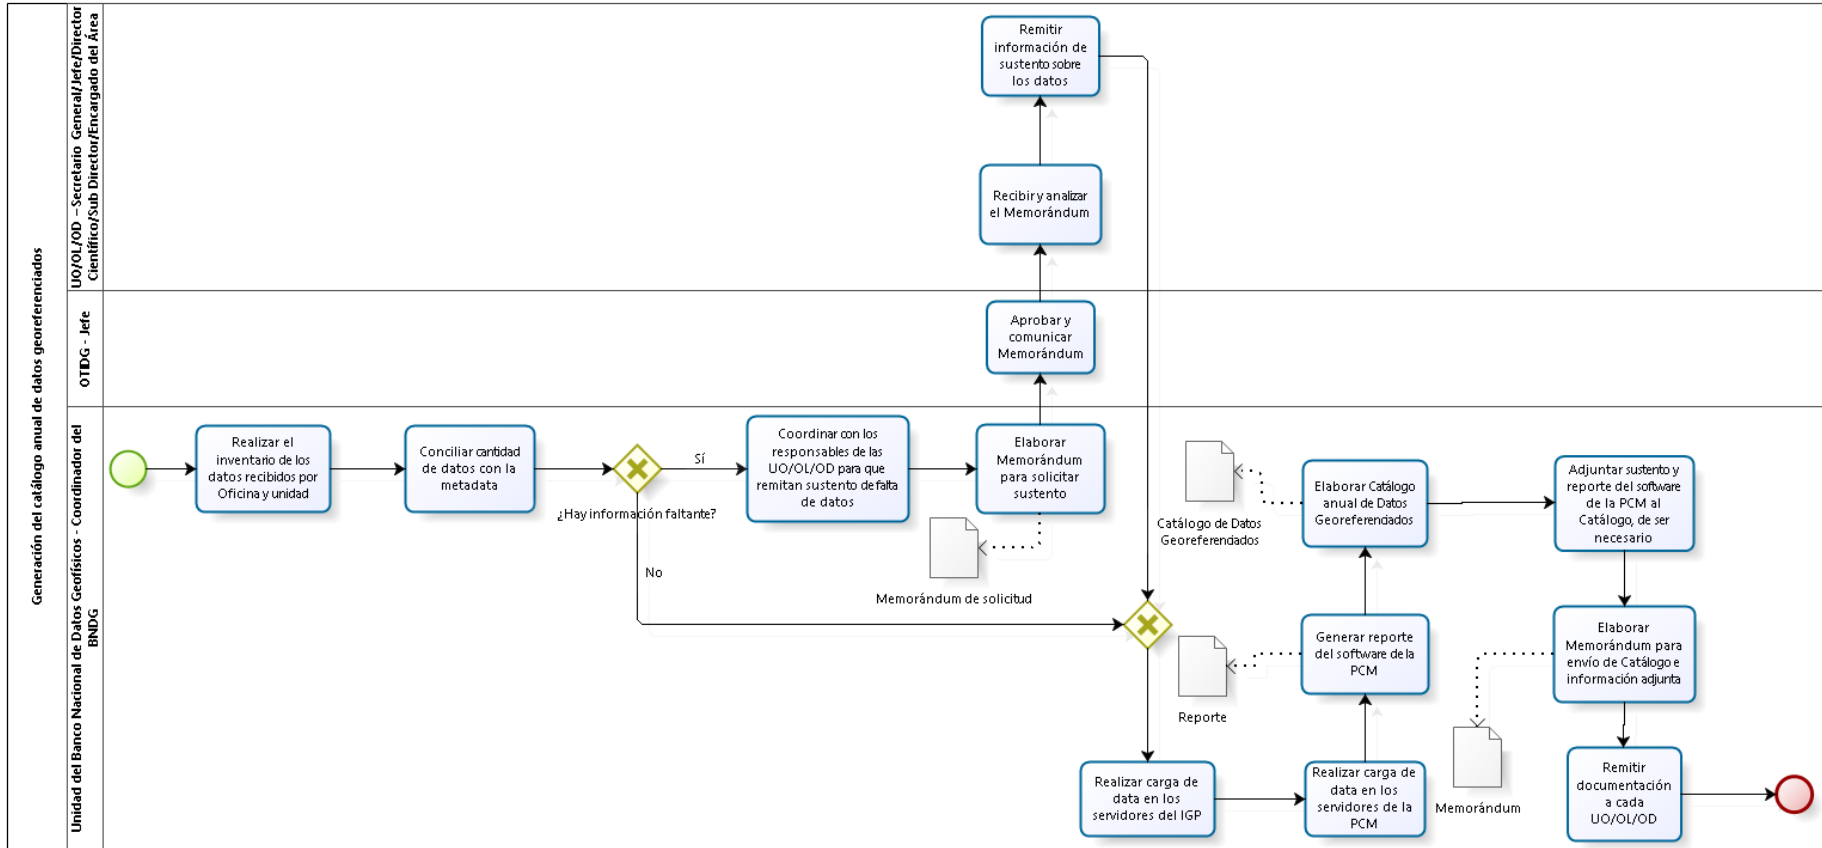 Generación del catálogo anual de datos georeferenciados
UO/OL/OD –Secretario General/Jefe/Director
Científico/Sub Director/Encargado del Área
Remitir
información de
sustento sobre
los datos
Recibir y analizar
el Memorándum
OTIDG - Jefe
Aprobar y
comunicar
Memorándum
Unidad del Banco Nacional de Datos Geofísicos - Coordinador del
BNDG
Realizar el
inventario de los
datos recibidos por
Oficina y unidad
Conciliar cantidad
de datos con la
metadata
¿Hay información faltante?
Sí
No
Coordinar con los
responsables de las
UO/OL/OD para que
remitan sustento de falta
de datos
Elaborar
Memorándum
para solicitar
sustento
Memorándum de solicitud
Realizar carga de
data en los
servidores del IGP
Realizar carga de
data en los
servidores de la
PCM
Generar reporte
del software de la
PCM
Reporte
Elaborar Catálogo
anual de Datos
Georeferenciados
Catálogo de Datos
Georeferenciados
Adjuntar sustento y
reporte del software
de la PCM al
Catálogo, de ser
necesario
Elaborar
Memorándum para
envío de Catálogo e
información adjunta
Memorándum
Remitir
documentación
a cada
UO/OL/OD